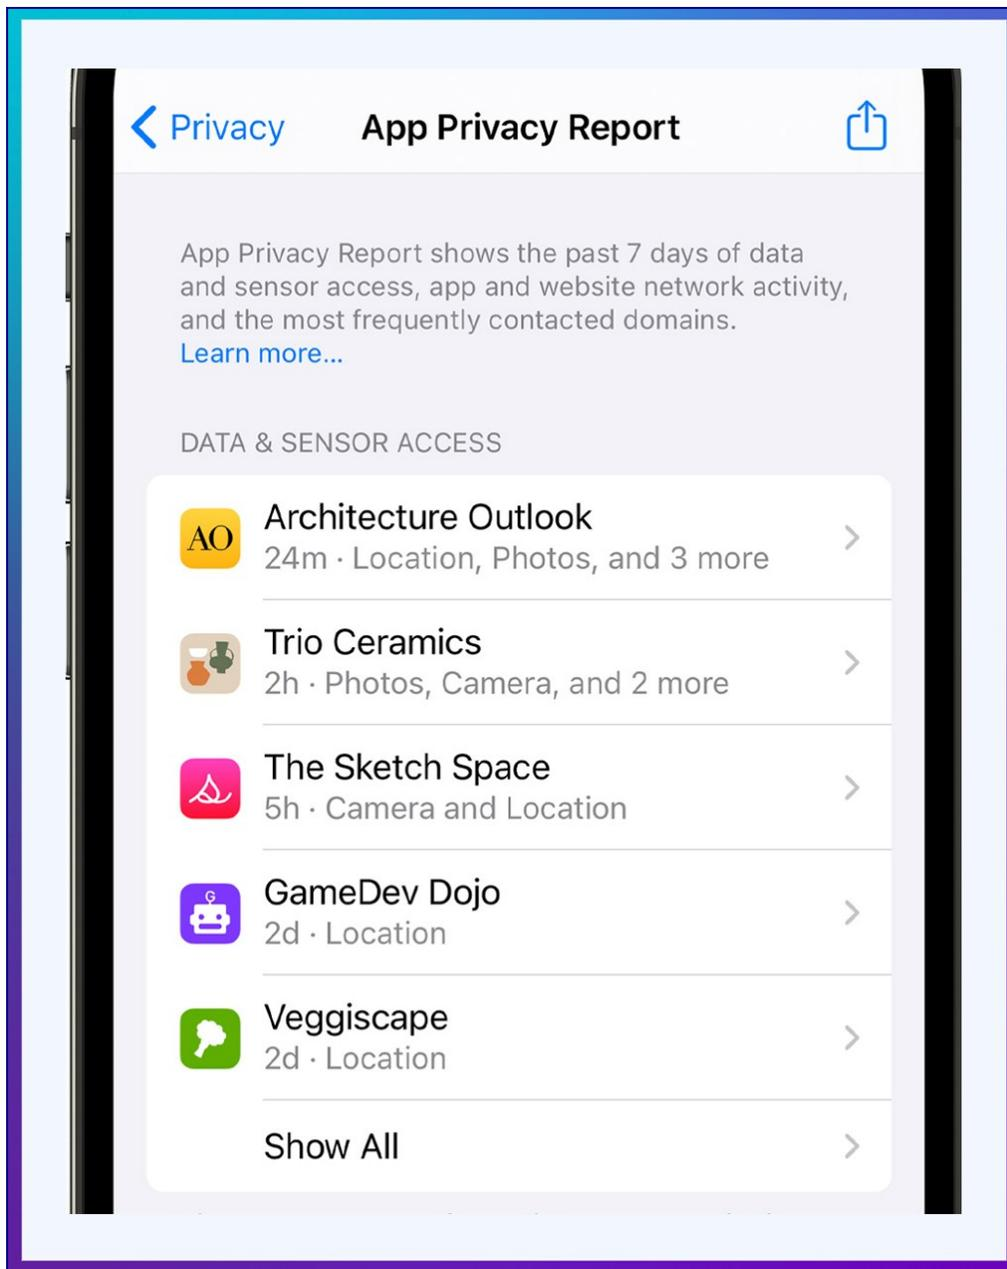 Privacy
App Privacy Report
App Privacy Report shows the past 7 days of data
and sensor access, app and website network activity,
and the most frequently contacted domains.
Learn more...
DATA & SENSOR ACCESS
AO
Architecture Outlook
24m · Location, Photos, and 3 more
Trio Ceramics
2h · Photos, Camera, and 2 more
The Sketch Space
5h · Camera and Location
G
GameDev Dojo
2d · Location
Veggiscape
2d · Location
Show All